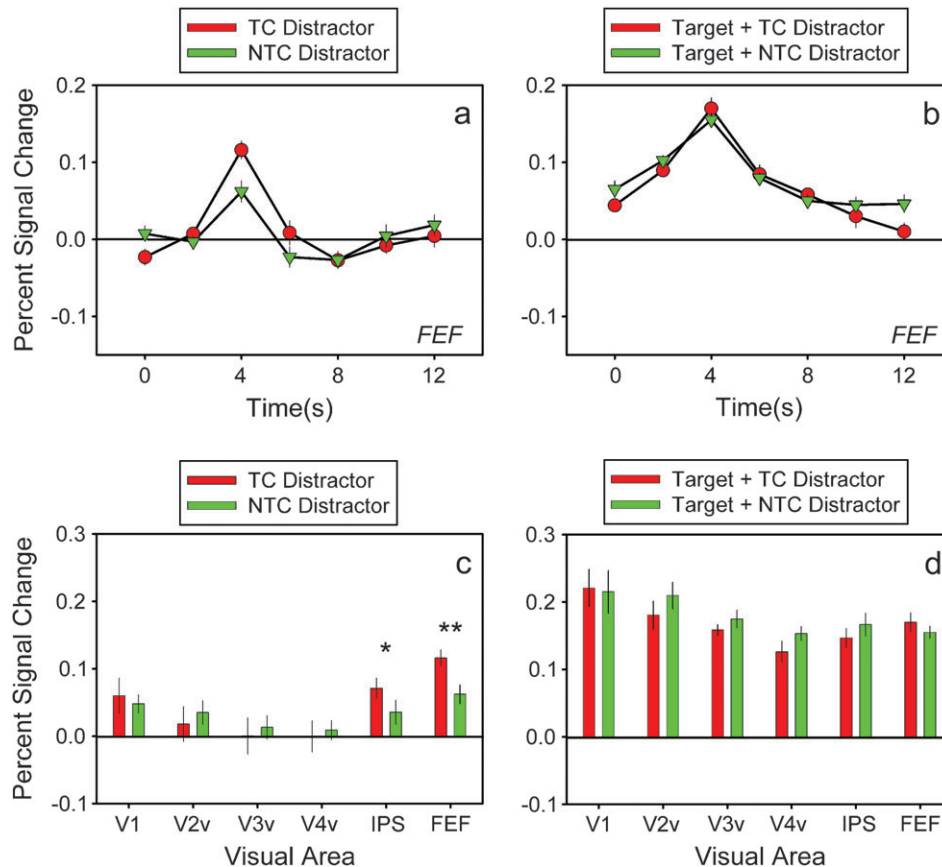 TC Distractor
NTC Distractor
Percent Signal Change
0.2
0.1
0.0
-0.1
a
FEF
0 4 8 12
Time(s)
Target + TC Distractor
Target + NTC Distractor
0.2
0.1
0.0
-0.1
b
FEF
0 4 8 12
Time(s)
TC Distractor
NTC Distractor
Percent Signal Change
0.3
0.2
0.1
0.0
-0.1
c
* **
V1 V2v V3v V4v IPS FEF
Visual Area
Target + TC Distractor
Target + NTC Distractor
0.3
0.2
0.1
0.0
-0.1
d
V1 V2v V3v V4v IPS FEF
Visual Area